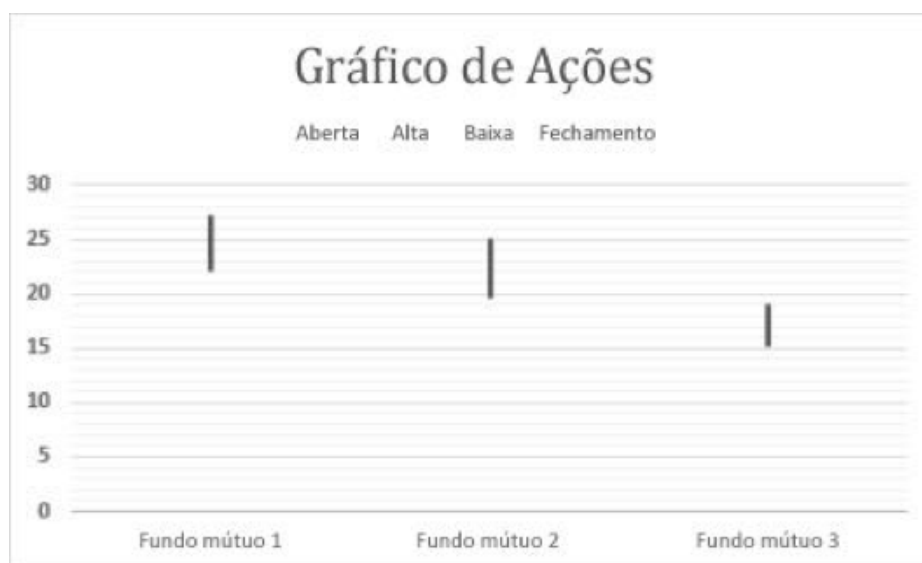 Gráfico de Ações
Aberta Alta Baixa Fechamento
30
25
20
15
10
5
0
Fundo mútuo 1 Fundo mútuo 2 Fundo mútuo 3